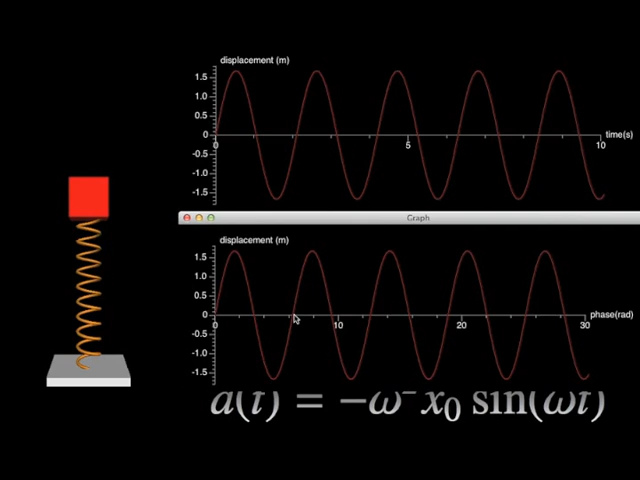 displacement (m)
1.5
1.0
0.5
0
-0.5
-1.0
-1.5
0 5 10
time(s)
Graph
displacement (m)
1.5
1.0
0.5
0
-0.5
-1.0
-1.5
0 10 20 30
phase(rad)
a(t) = −ω² x₀ sin(ωt)